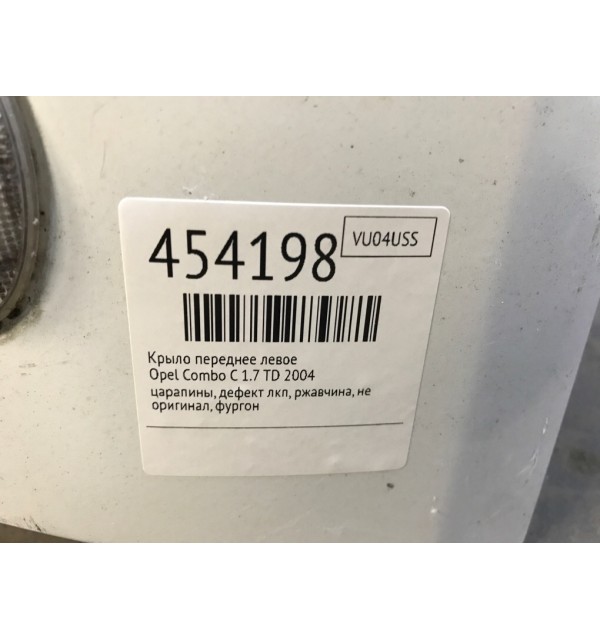 454198
VU04USS
Крыло переднее левое
Opel Combo C 1.7 TD 2004
царапины, дефект лкп, ржавчина, не
оригинал, фургон